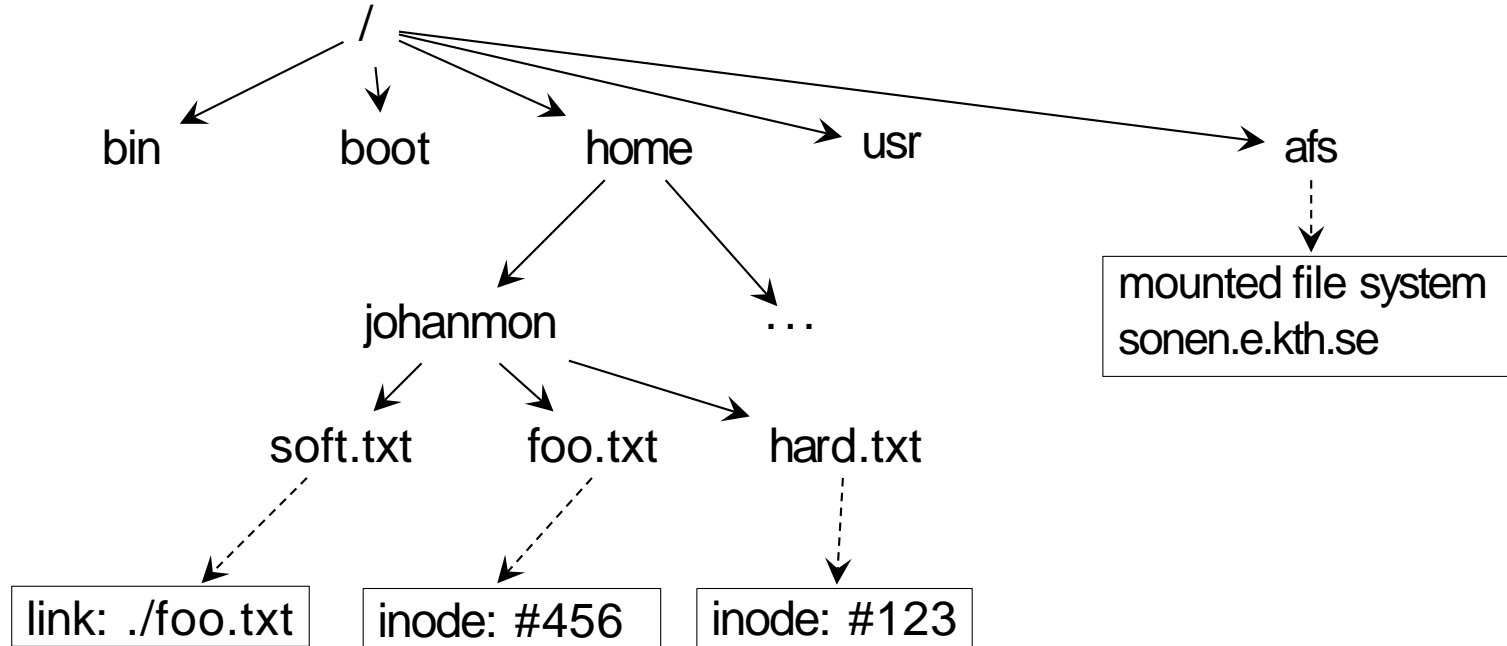 /
bin boot home usr afs
mounted file system
sonen.e.kth.se
johanmon ...
soft.txt foo.txt hard.txt
link: ./foo.txt inode: #456 inode: #123